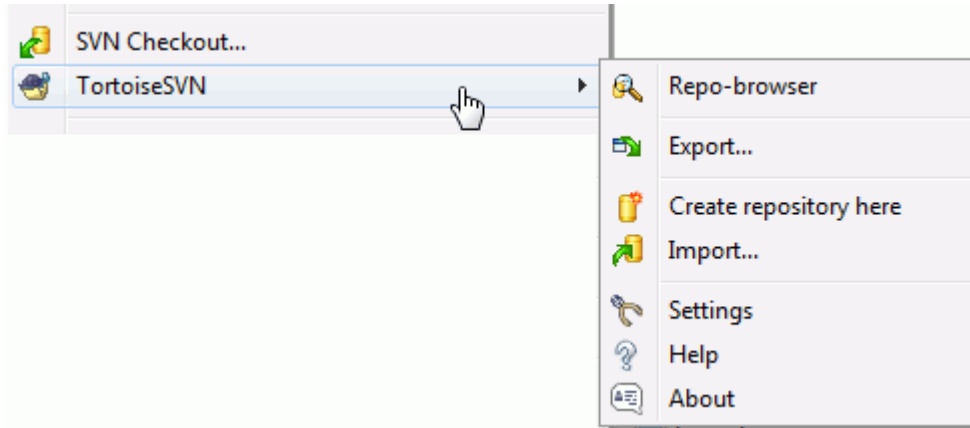 SVN Checkout...
TortoiseSVN
Repo-browser
Export...
Create repository here
Import...
Settings
Help
About